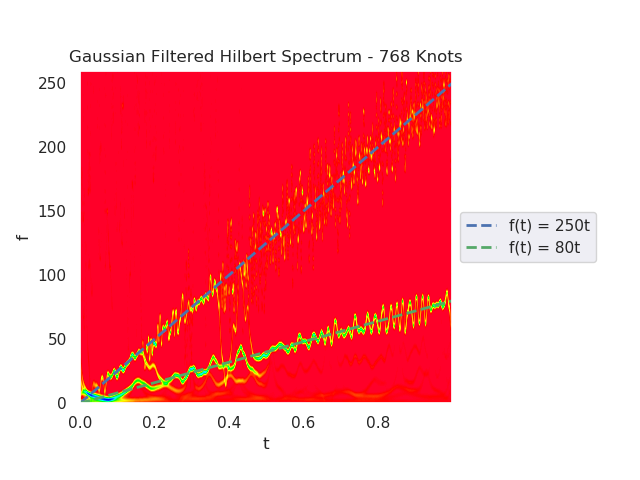 Gaussian Filtered Hilbert Spectrum - 768 Knots
250
200
150
100
50
0
f
0.0 0.2 0.4 0.6 0.8
t
f(t) = 250t
f(t) = 80t